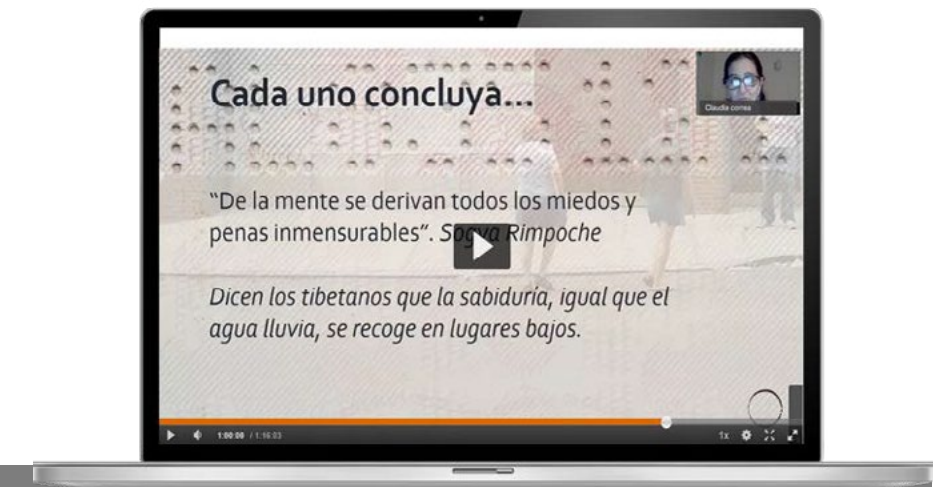 Cada uno concluya...
Claudia correa
“De la mente se derivan todos los miedos y
penas inmensurables”. Sogya Rimpoche
Dicen los tibetanos que la sabiduría, igual que el
agua lluvia, se recoge en lugares bajos.
1:00:00 / 1:16:03
1x